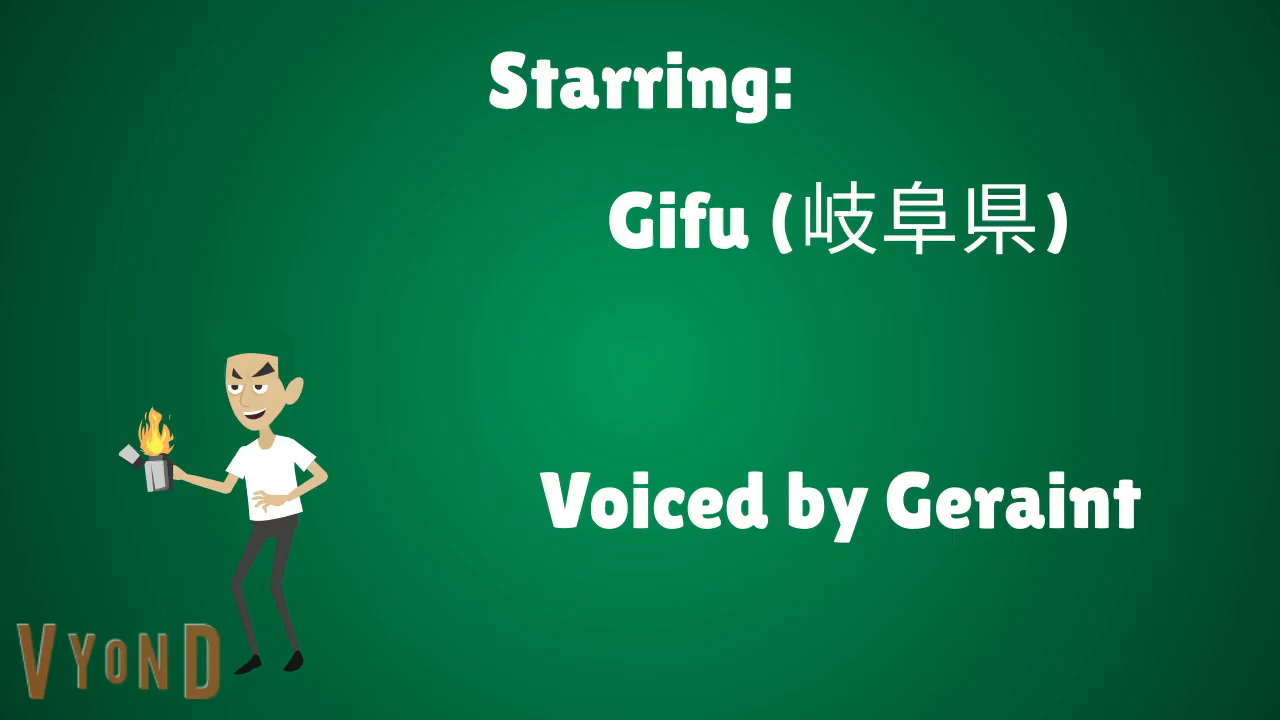 Starring:
Gifu (岐阜県)
Voiced by Geraint
VYOND